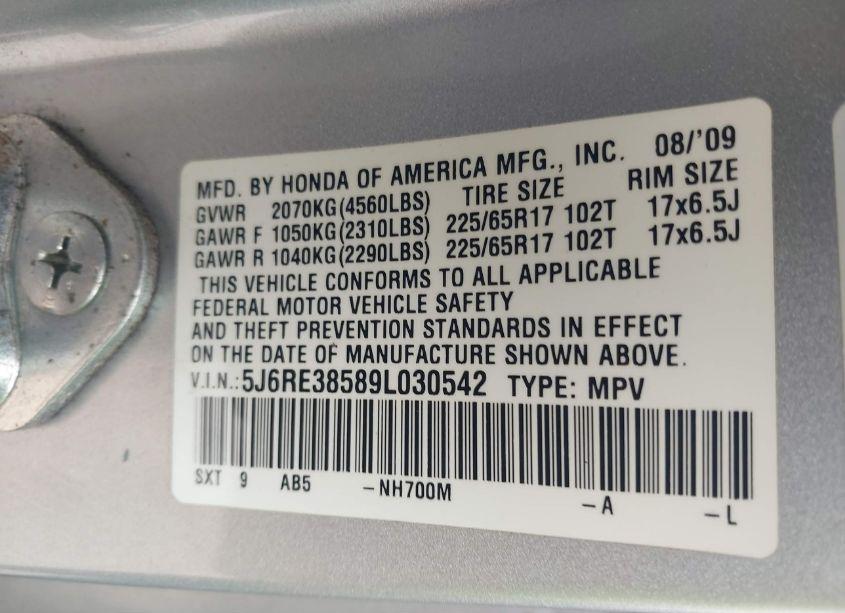 MFD. BY HONDA OF AMERICA MFG., INC. 08/'09
GVWR 2070KG(4560LBS) TIRE SIZE RIM SIZE
GAWR F 1050KG(2310LBS) 225/65R17 102T 17x6.5J
GAWR R 1040KG(2290LBS) 225/65R17 102T 17x6.5J
THIS VEHICLE CONFORMS TO ALL APPLICABLE
FEDERAL MOTOR VEHICLE SAFETY
AND THEFT PREVENTION STANDARDS IN EFFECT
ON THE DATE OF MANUFACTURE SHOWN ABOVE.
V.I.N.:5J6RE38589L030542 TYPE: MPV
SXT 9 AB5 -NH700M -A -L